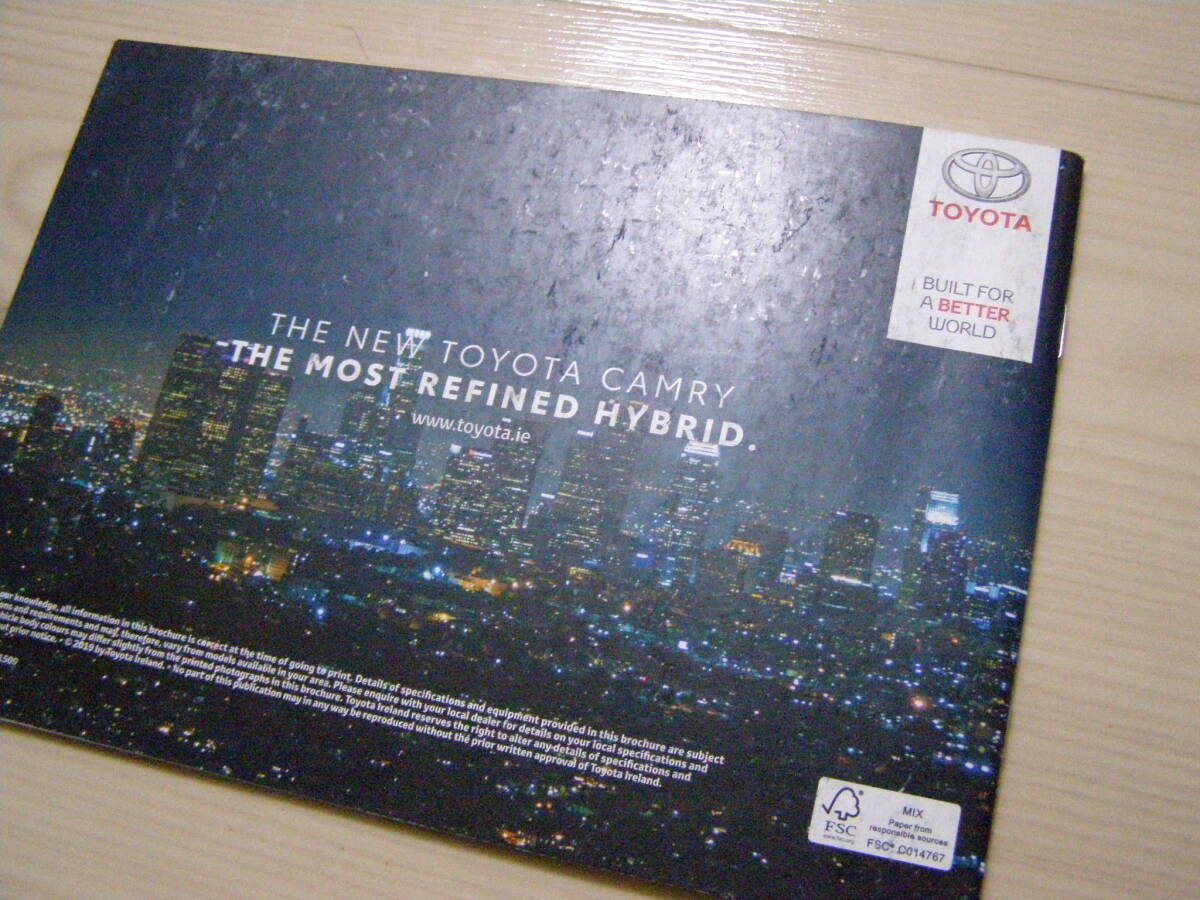 TOYOTA
BUILT FOR
A BETTER
WORLD
THE NEW TOYOTA CAMRY
THE MOST REFINED HYBRID.
www.toyota.ie
our knowledge, all information in this brochure is correct at the time of going to print. Details of specifications and equipment provided in this brochure are subject
and requirements and may, therefore, vary from models available in your area. Please enquire with your local dealer for details on your local specifications and
vehicle body colours may differ slightly from the printed photographs in this brochure. Toyota Ireland reserves the right to alter any details of specifications and
prior notice. • © 2019 by Toyota Ireland. • No part of this publication may in any way be reproduced without the prior written approval of Toyota Ireland.
FSC
www.fsc.org
MIX
Paper from
responsible sources
FSC® C014767